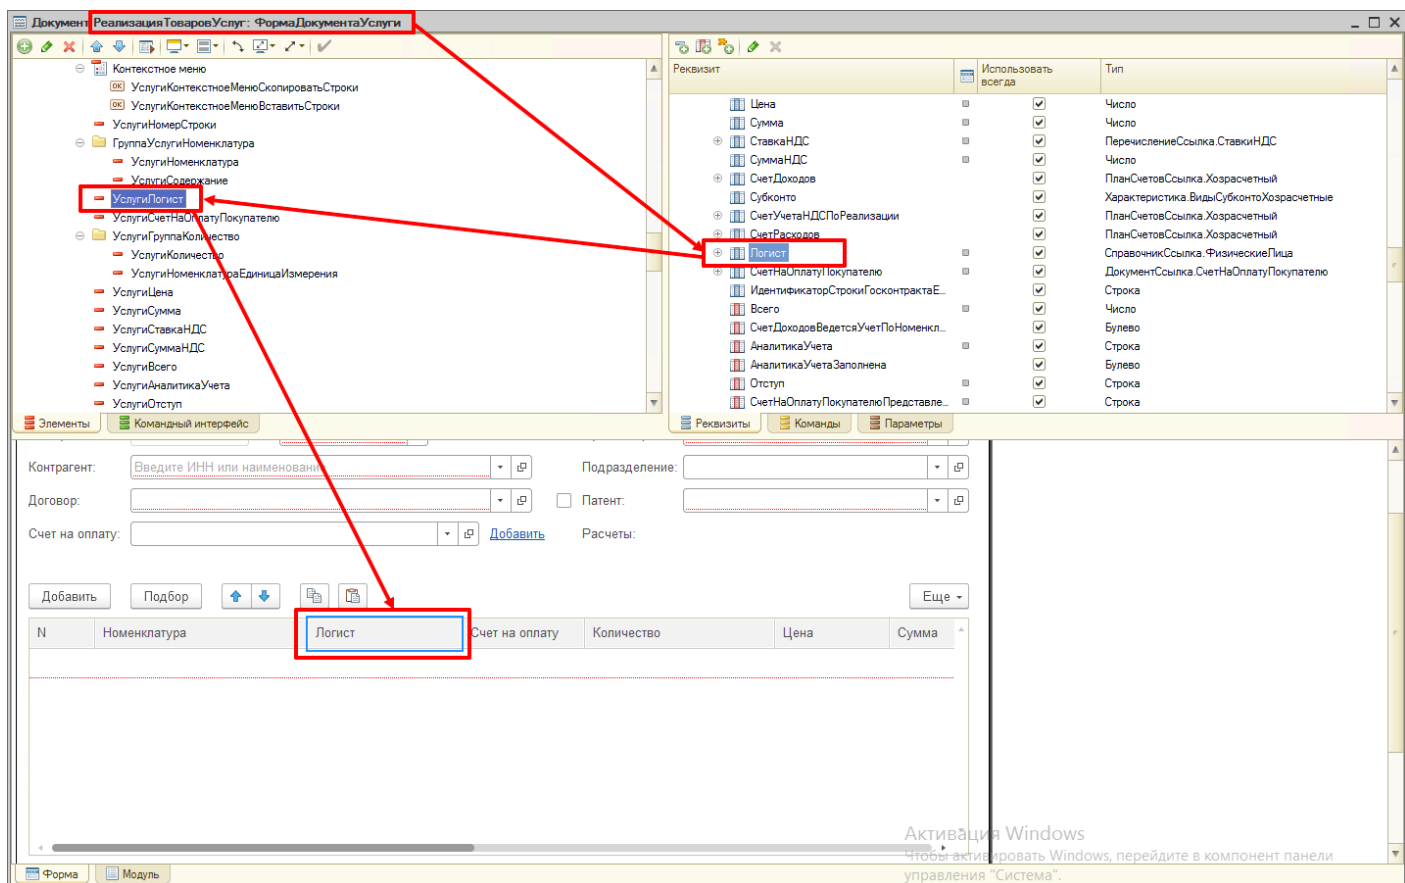 Документ РеализацияТоваровУслуг: ФормаДокументаУслуги
Контекстное меню
УслугиКонтекстноеМенюСкопироватьСтроки
УслугиКонтекстноеМенюВставитьСтроки
УслугиНомерСтроки
ГруппаУслугиНоменклатура
УслугиНоменклатура
УслугиСодержание
УслугиЛогист
УслугиСчетНаОплатуПокупателю
УслугиГруппаКоличество
УслугиКоличество
УслугиНоменклатураЕдиницаИзмерения
УслугиЦена
УслугиСумма
УслугиСтавкаНДС
УслугиСуммаНДС
УслугиВсего
УслугиАналитикаУчета
УслугиОтступ
Элементы Командный интерфейс
Реквизит Использовать всегда Тип
Цена Число
Сумма Число
СтавкаНДС ПеречислениеСсылка.СтавкиНДС
СуммаНДС Число
СчетДоходов ПланСчетовСсылка.Хозрасчетный
Субконто Характеристика.ВидыСубконтоХозрасчетные
СчетУчетаНДСПоРеализации ПланСчетовСсылка.Хозрасчетный
СчетРасходов ПланСчетовСсылка.Хозрасчетный
Логист СправочникСсылка.ФизическиеЛица
СчетНаОплатуПокупателю ДокументСсылка.СчетНаОплатуПокупателю
ИдентификаторСтрокиГосконтрактаЕ... Строка
Всего Число
СчетДоходовВедетсяУчетПоНоменкл... Булево
АналитикаУчета Строка
АналитикаУчетаЗаполнена Булево
Отступ Строка
СчетНаОплатуПокупателюПредставле... Строка
Реквизиты Команды Параметры
Контрагент: Введите ИНН или наименование Подразделение:
Договор: Патент:
Счет на оплату: Добавить Расчеты:
Добавить Подбор Еще
N Номенклатура Логист Счет на оплату Количество Цена Сумма
Активация Windows
Чтобы активировать Windows, перейдите в компонент панели
управления "Система".
Форма Модуль